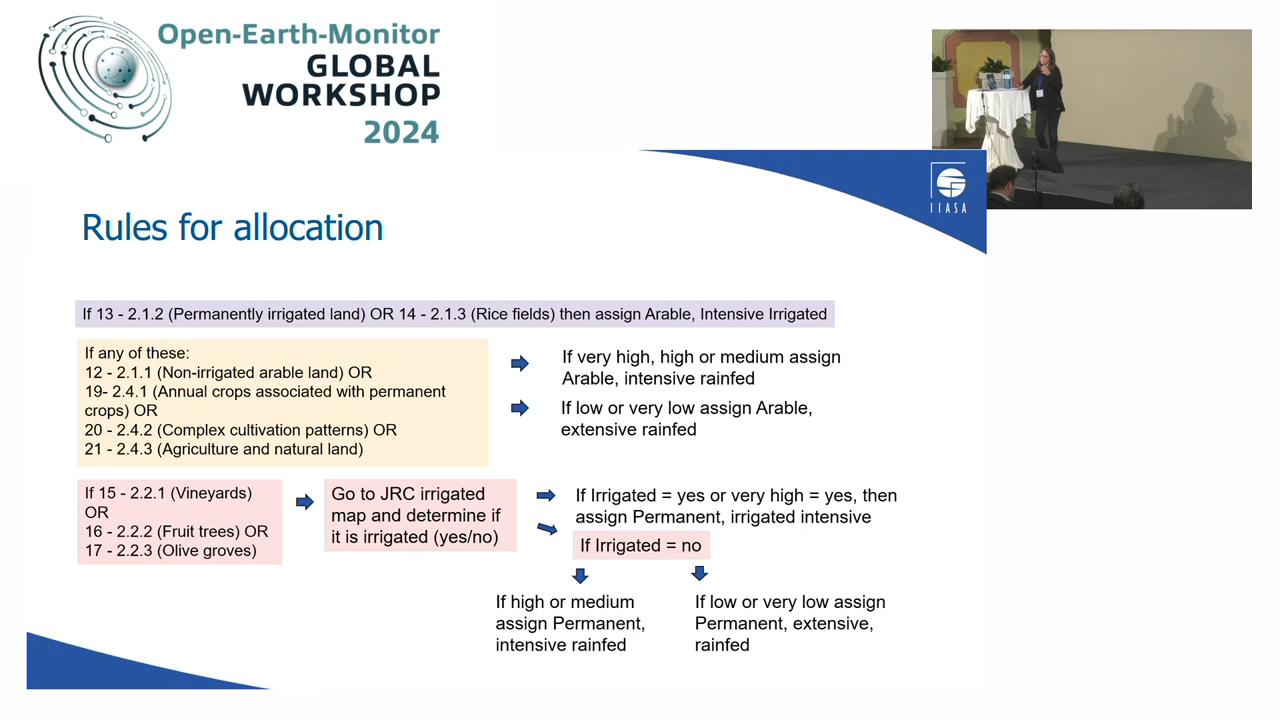 Open-Earth-Monitor
GLOBAL
WORKSHOP
2024
IIASA
Rules for allocation
If 13 - 2.1.2 (Permanently irrigated land) OR 14 - 2.1.3 (Rice fields) then assign Arable, Intensive Irrigated
If any of these:
12 - 2.1.1 (Non-irrigated arable land) OR
19- 2.4.1 (Annual crops associated with permanent
crops) OR
20 - 2.4.2 (Complex cultivation patterns) OR
21 - 2.4.3 (Agriculture and natural land)
If very high, high or medium assign
Arable, intensive rainfed
If low or very low assign Arable,
extensive rainfed
If 15 - 2.2.1 (Vineyards)
OR
16 - 2.2.2 (Fruit trees) OR
17 - 2.2.3 (Olive groves)
Go to JRC irrigated
map and determine if
it is irrigated (yes/no)
If Irrigated = yes or very high = yes, then
assign Permanent, irrigated intensive
If Irrigated = no
If high or medium
assign Permanent,
intensive rainfed
If low or very low assign
Permanent, extensive,
rainfed